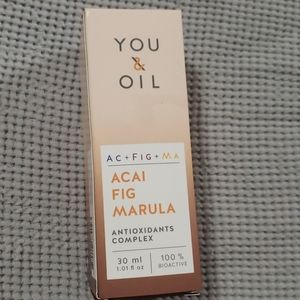 YOU
&
OIL
AC+FIG+MA
ACAI
FIG
MARULA
ANTIOXIDANTS
COMPLEX
30 ml
1.01 fl oz
100 %
BIOACTIVE